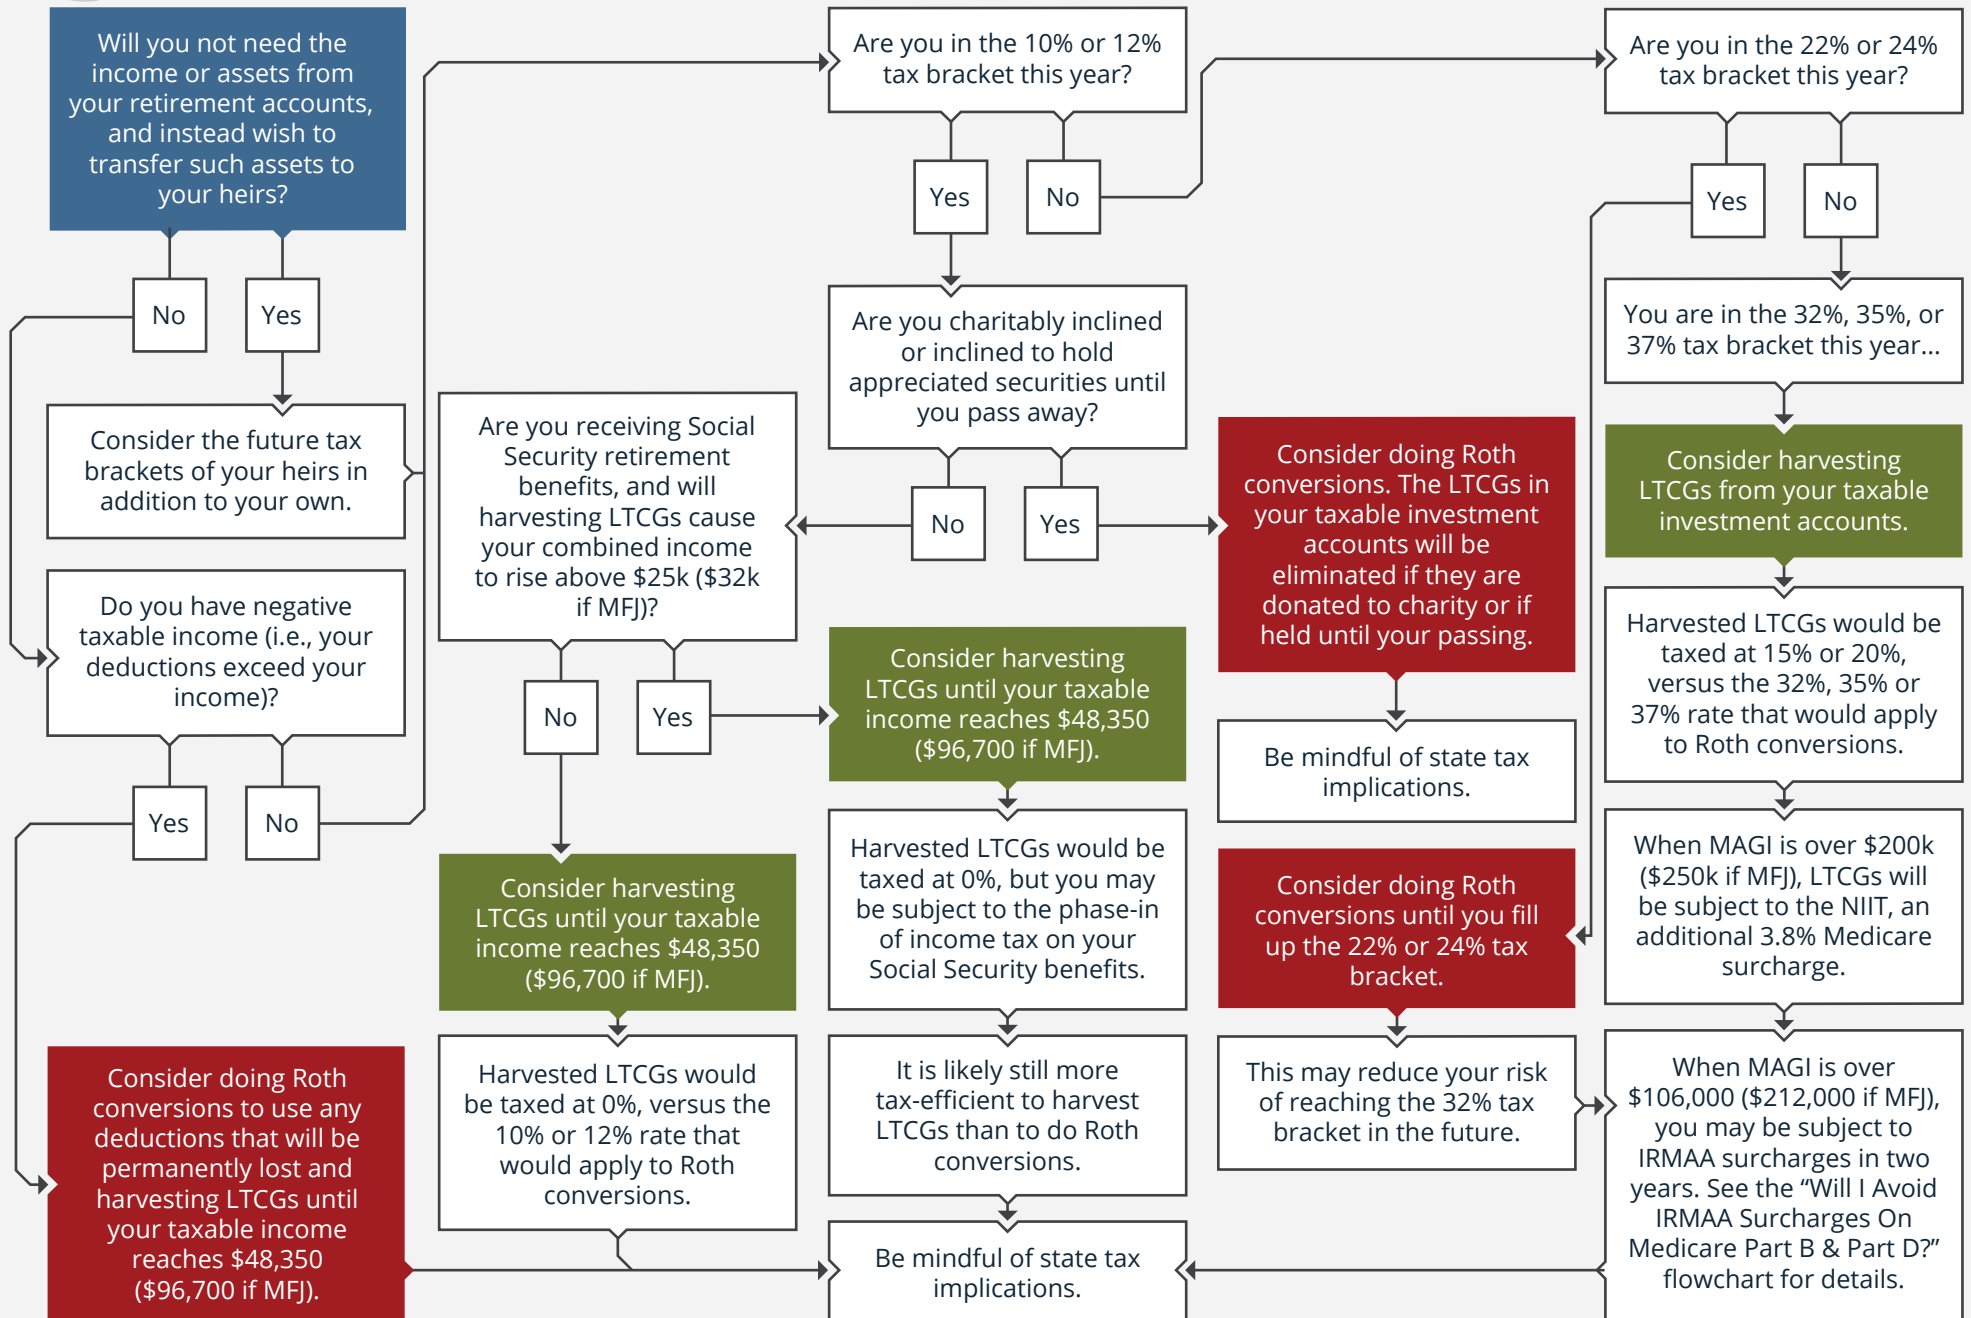 Will you not need the
income or assets from
your retirement accounts,
and instead wish to
transfer such assets to
your heirs?
No
Yes
Consider the future tax
brackets of your heirs in
addition to your own.
Do you have negative
taxable income (i.e., your
deductions exceed your
income)?
Yes
No
Consider doing Roth
conversions to use any
deductions that will be
permanently lost and
harvesting LTCGs until
your taxable income
reaches $48,350
($96,700 if MFJ).
Are you in the 10% or 12%
tax bracket this year?
Yes
No
Are you charitably inclined
or inclined to hold
appreciated securities until
you pass away?
No
Yes
Are you receiving Social
Security retirement
benefits, and will
harvesting LTCGs cause
your combined income
to rise above $25k ($32k
if MFJ)?
No
Yes
Consider harvesting
LTCGs until your taxable
income reaches $48,350
($96,700 if MFJ).
Harvested LTCGs would
be taxed at 0%, versus the
10% or 12% rate that
would apply to Roth
conversions.
Consider harvesting
LTCGs until your taxable
income reaches $48,350
($96,700 if MFJ).
Harvested LTCGs would be
taxed at 0%, but you may
be subject to the phase-in
of income tax on your
Social Security benefits.
It is likely still more
tax-efficient to harvest
LTCGs than to do Roth
conversions.
Be mindful of state tax
implications.
Consider doing Roth
conversions. The LTCGs in
your taxable investment
accounts will be
eliminated if they are
donated to charity or if
held until your passing.
Be mindful of state tax
implications.
Are you in the 22% or 24%
tax bracket this year?
Yes
No
Consider doing Roth
conversions until you fill
up the 22% or 24% tax
bracket.
This may reduce your risk
of reaching the 32% tax
bracket in the future.
You are in the 32%, 35%, or
37% tax bracket this year...
Consider harvesting
LTCGs from your taxable
investment accounts.
Harvested LTCGs would be
taxed at 15% or 20%,
versus the 32%, 35% or
37% rate that would apply
to Roth conversions.
When MAGI is over $200k
($250k if MFJ), LTCGs will
be subject to the NIIT, an
additional 3.8% Medicare
surcharge.
When MAGI is over
$106,000 ($212,000 if MFJ),
you may be subject to
IRMAA surcharges in two
years. See the “Will I Avoid
IRMAA Surcharges On
Medicare Part B & Part D?”
flowchart for details.